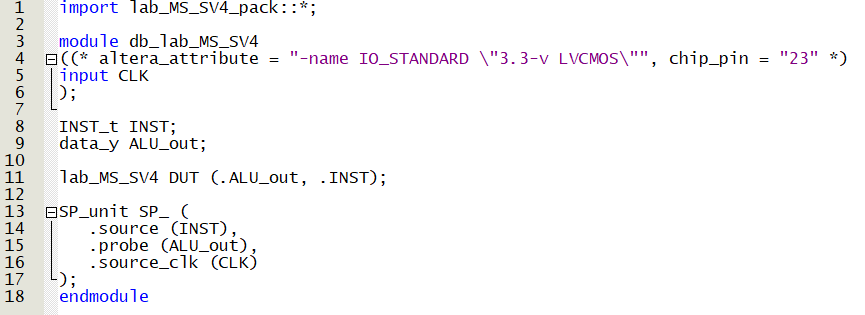 1 import lab_MS_SV4_pack::*;
2
3 module db_lab_MS_SV4
4 ((* altera_attribute = "-name IO_STANDARD \"3.3-v LVCMOS\"", chip_pin = "23" *)
5 input CLK
6 );
7
8 INST_t INST;
9 data_y ALU_out;
10
11 lab_MS_SV4 DUT (.ALU_out, .INST);
12
13 SP_unit SP_ (
14 .source (INST),
15 .probe (ALU_out),
16 .source_clk (CLK)
17 );
18 endmodule